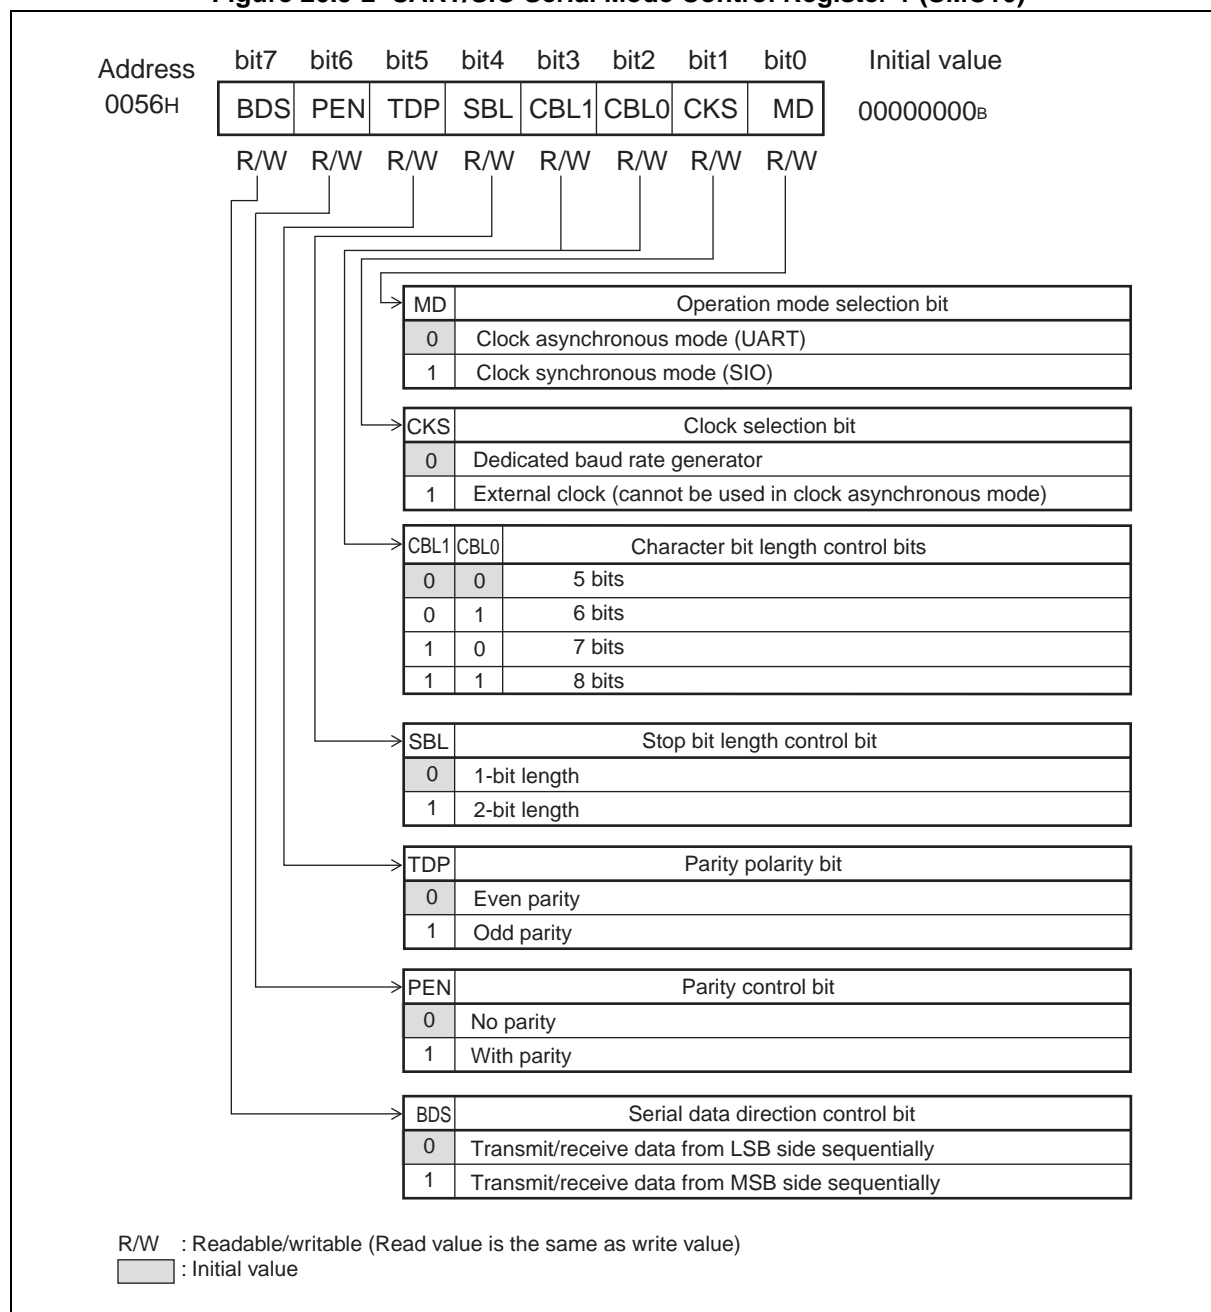 bit7 bit6 bit5 bit4 bit3 bit2 bit1 bit0 Initial value
Address
0056H BDS PEN TDP SBL CBL1 CBL0 CKS MD 00000000B
R/W R/W R/W R/W R/W R/W R/W R/W
MD Operation mode selection bit
0 Clock asynchronous mode (UART)
1 Clock synchronous mode (SIO)
CKS Clock selection bit
0 Dedicated baud rate generator
1 External clock (cannot be used in clock asynchronous mode)
CBL1 CBL0 Character bit length control bits
0 0 5 bits
0 1 6 bits
1 0 7 bits
1 1 8 bits
SBL Stop bit length control bit
0 1-bit length
1 2-bit length
TDP Parity polarity bit
0 Even parity
1 Odd parity
PEN Parity control bit
0 No parity
1 With parity
BDS Serial data direction control bit
0 Transmit/receive data from LSB side sequentially
1 Transmit/receive data from MSB side sequentially
R/W : Readable/writable (Read value is the same as write value)
: Initial value